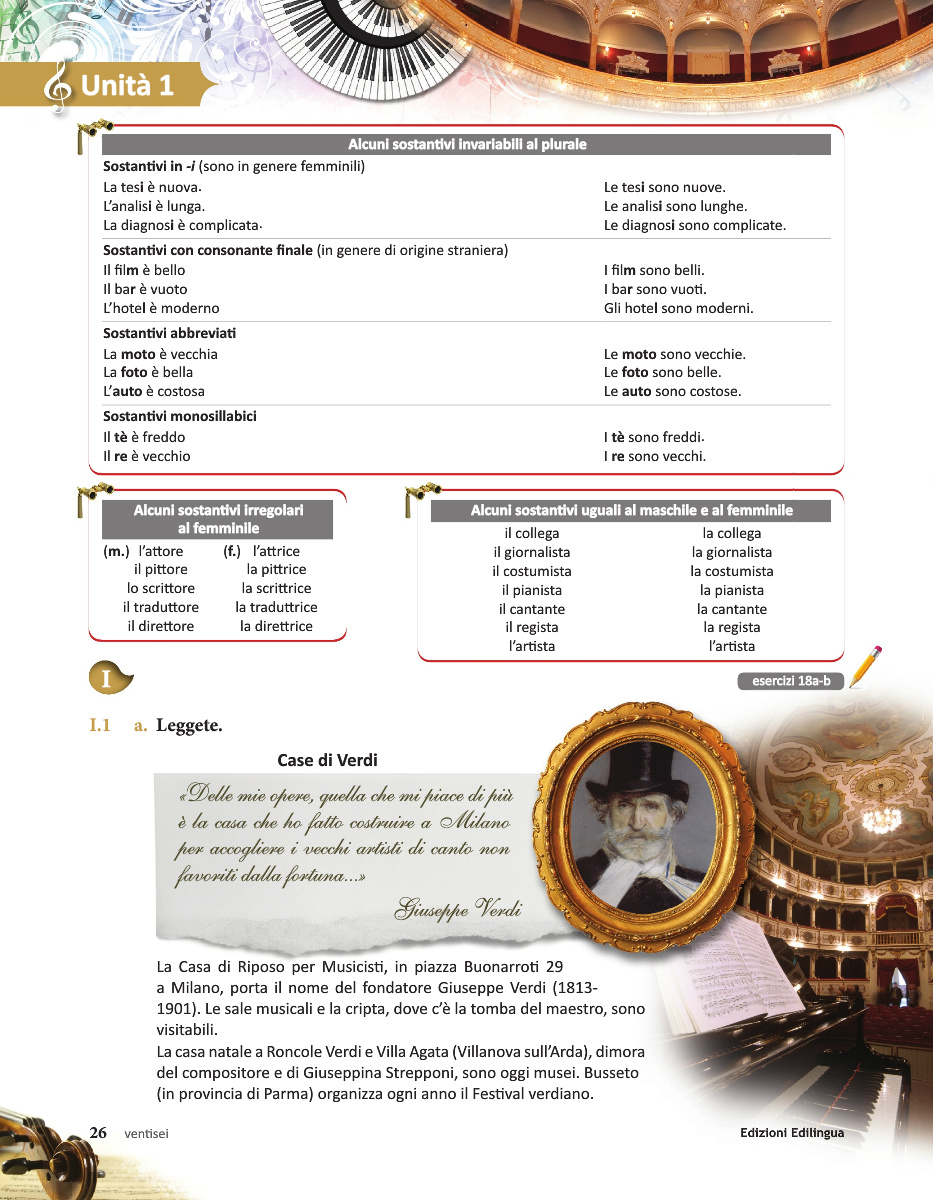 Unità 1
Alcuni sostantivi invariabili al plurale
Sostantivi in -i (sono in genere femminili)
La tesi è nuova. Le tesi sono nuove.
L'analisi è lunga. Le analisi sono lunghe.
La diagnosi è complicata. Le diagnosi sono complicate.
Sostantivi con consonante finale (in genere di origine straniera)
Il film è bello I film sono belli.
Il bar è vuoto I bar sono vuoti.
L'hotel è moderno Gli hotel sono moderni.
Sostantivi abbreviati
La moto è vecchia Le moto sono vecchie.
La foto è bella Le foto sono belle.
L'auto è costosa Le auto sono costose.
Sostantivi monosillabici
Il tè è freddo I tè sono freddi.
Il re è vecchio I re sono vecchi.
Alcuni sostantivi irregolari
al femminile
(m.) l'attore (f.) l'attrice
il pittore la pittrice
lo scrittore la scrittrice
il traduttore la traduttrice
il direttore la direttrice
Alcuni sostantivi uguali al maschile e al femminile
il collega la collega
il giornalista la giornalista
il costumista la costumista
il pianista la pianista
il cantante la cantante
il regista la regista
l'artista l'artista
esercizi 18a-b
I
I.1 a. Leggete.
Case di Verdi
«Delle mie opere, quella che mi piace di più
è la casa che ho fatto costruire a Milano
per accogliere i vecchi artisti di canto non
favoriti dalla fortuna...»
Giuseppe Verdi
La Casa di Riposo per Musicisti, in piazza Buonarroti 29
a Milano, porta il nome del fondatore Giuseppe Verdi (1813-
1901). Le sale musicali e la cripta, dove c'è la tomba del maestro, sono
visitabili.
La casa natale a Roncole Verdi e Villa Agata (Villanova sull'Arda), dimora
del compositore e di Giuseppina Strepponi, sono oggi musei. Busseto
(in provincia di Parma) organizza ogni anno il Festival verdiano.
26 ventisei
Edizioni Edilingua